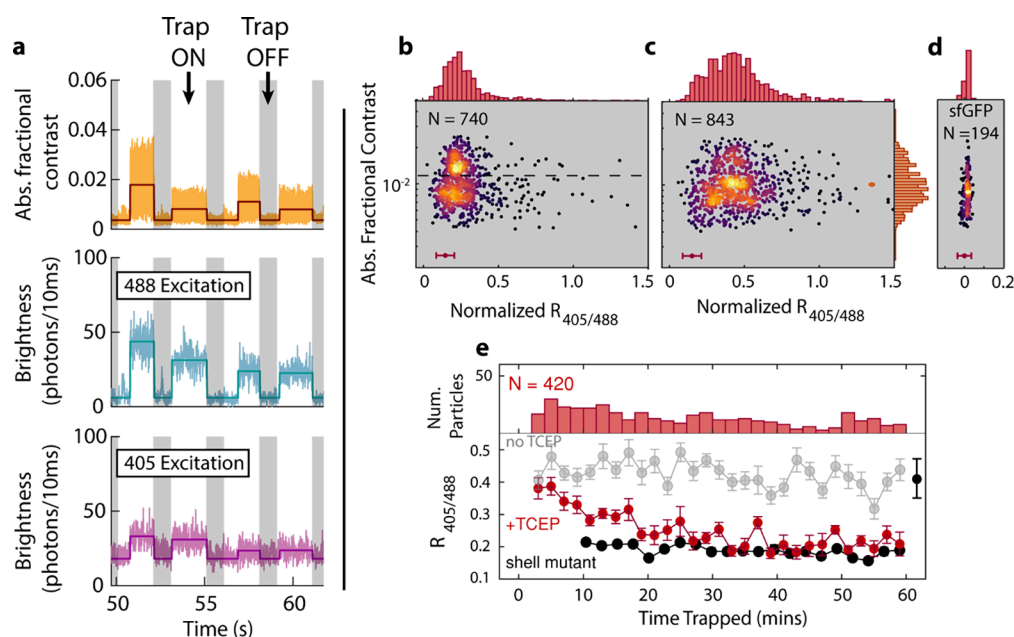 a
Trap ON
Trap OFF
Abs. fractional contrast
0.06
0.04
0.02
0
Brightness (photons/10ms)
100
50
0
488 Excitation
Brightness (photons/10ms)
100
50
0
405 Excitation
50
55
60
Time (s)
b
N = 740
Abs. Fractional Contrast
10-2
0
0.5
1.0
1.5
Normalized R405/488
c
N = 843
0
0.5
1.0
1.5
Normalized R405/488
d
sfGFP
N =194
0
0.2
e
Num. Particles
50
N = 420
no TCEP
R405/488
0.5
0.4
0.3
0.2
0.1
+TCEP
shell mutant
0
10
20
30
40
50
60
Time Trapped (mins)